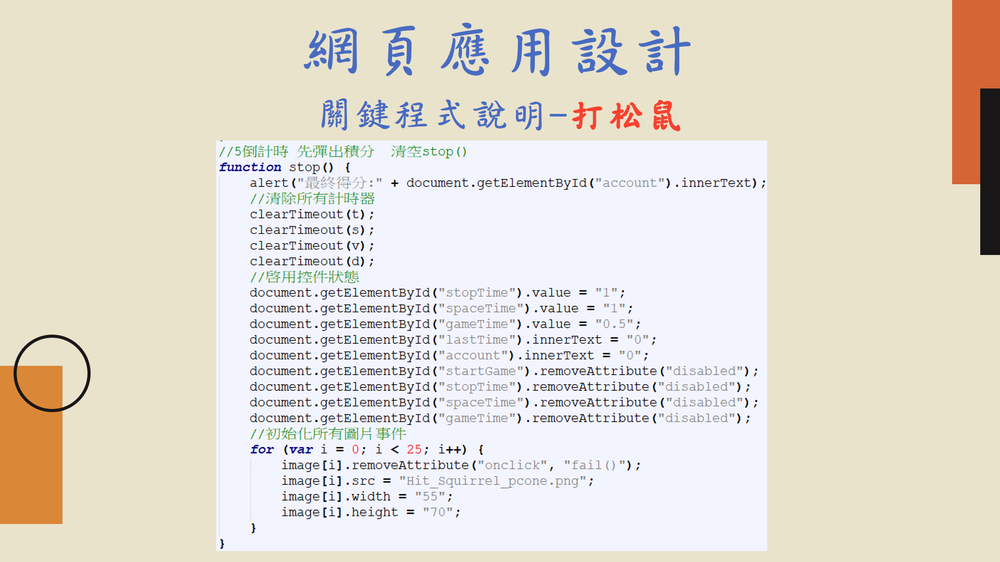 網頁應用設計
關鍵程式說明-打松鼠
//5倒計時 先彈出積分  清空stop()
function stop() {
    alert("最終得分:" + document.getElementById("account").innerText);
    //清除所有計時器
    clearTimeout(t);
    clearTimeout(s);
    clearTimeout(v);
    clearTimeout(d);
    //啓用控件狀態
    document.getElementById("stopTime").value = "1";
    document.getElementById("spaceTime").value = "1";
    document.getElementById("gameTime").value = "0.5";
    document.getElementById("lastTime").innerText = "0";
    document.getElementById("account").innerText = "0";
    document.getElementById("startGame").removeAttribute("disabled");
    document.getElementById("stopTime").removeAttribute("disabled");
    document.getElementById("spaceTime").removeAttribute("disabled");
    document.getElementById("gameTime").removeAttribute("disabled");
    //初始化所有圖片事件
    for (var i = 0; i < 25; i++) {
        image[i].removeAttribute("onclick", "fail()");
        image[i].src = "Hit_Squirrel_pcone.png";
        image[i].width = "55";
        image[i].height = "70";
    }
}